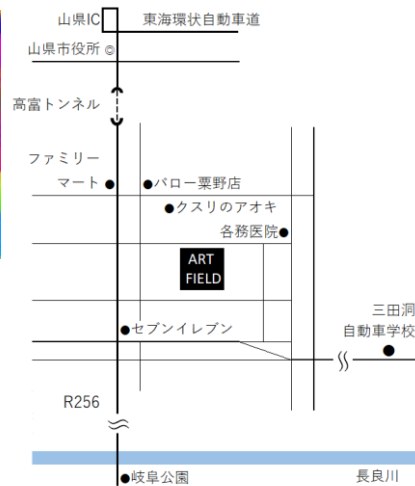 山県IC
東海環状自動車道
山県市役所◎
高富トンネル
ファミリー
マート●
●バロー粟野店
●クスリのアオキ
各務医院●
ART
FIELD
三田洞
自動車学校
●
●セブンイレブン
R256
●岐阜公園
長良川